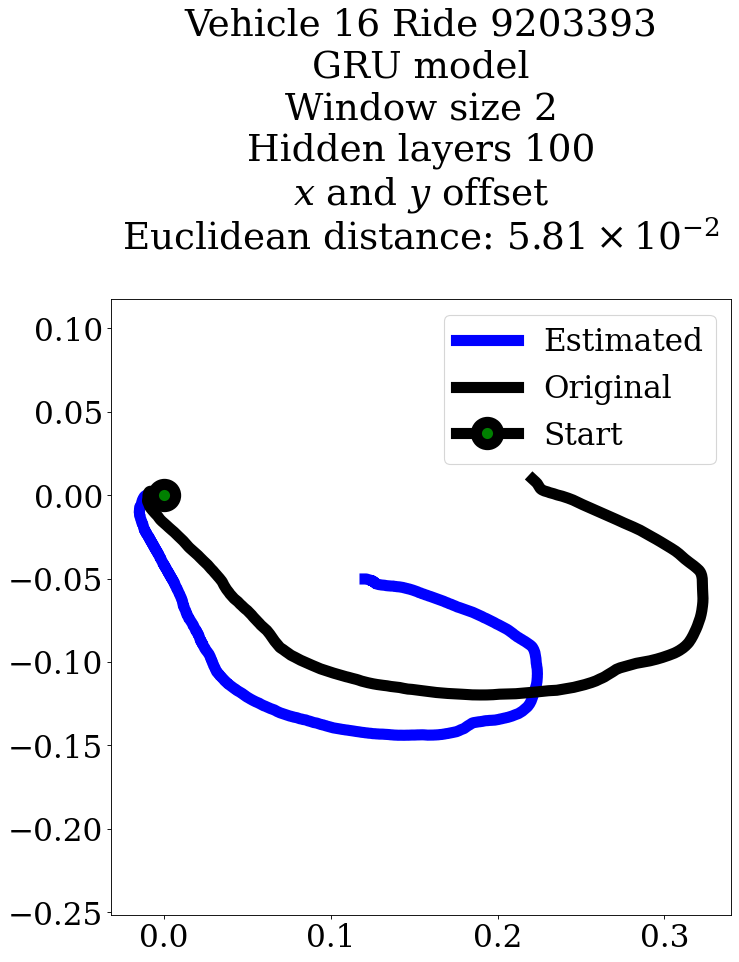 Vehicle 16 Ride 9203393
GRU model
Window size 2
Hidden layers 100
x and y offset
Euclidean distance: 5.81 × 10⁻²
Estimated
Original
Start
0.10
0.05
0.00
−0.05
−0.10
−0.15
−0.20
−0.25
0.0 0.1 0.2 0.3